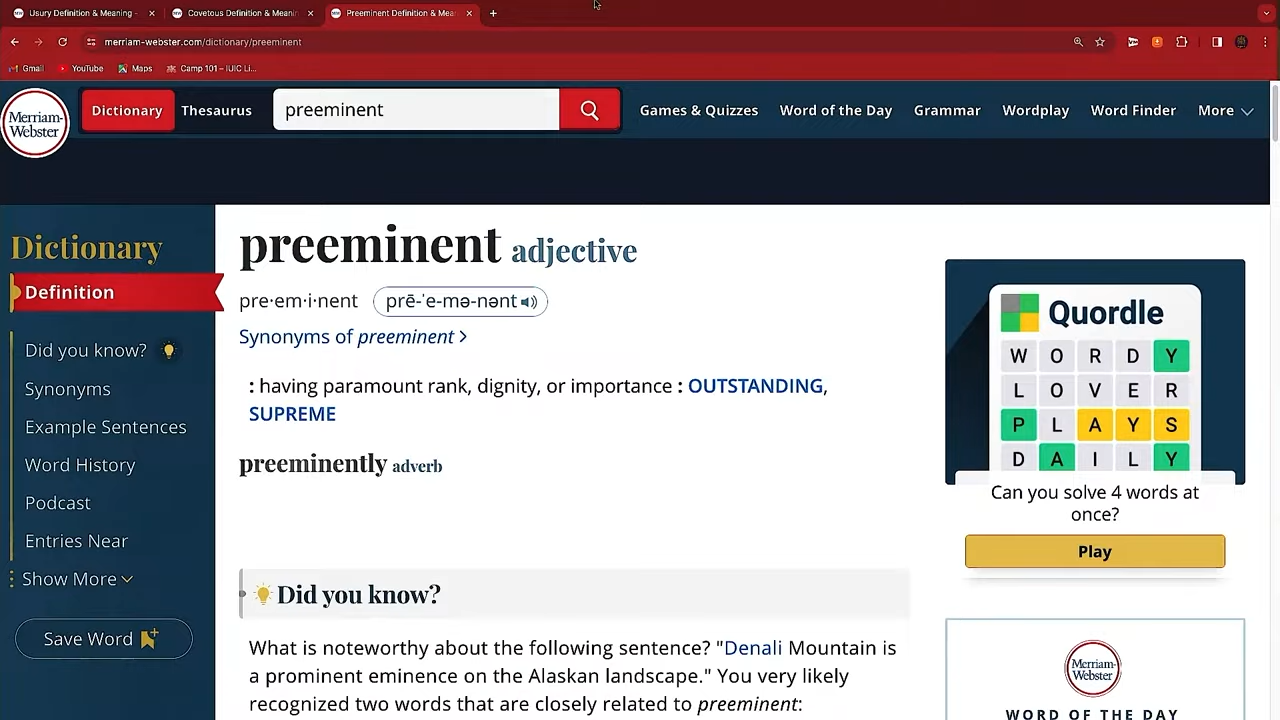 Usury Definition & Meaning -
Covetous Definition & Meanin
Preeminent Definition & Mea
merriam-webster.com/dictionary/preeminent
Gmail
YouTube
Maps
Camp 101 – IUIC Li...
Merriam-
Webster
Dictionary
Thesaurus
preeminent
Games & Quizzes
Word of the Day
Grammar
Wordplay
Word Finder
More
Dictionary
Definition
Did you know?
Synonyms
Example Sentences
Word History
Podcast
Entries Near
Show More
Save Word
preeminent adjective
pre·em·i·nent prē-ˈe-mə-nənt
Synonyms of preeminent
: having paramount rank, dignity, or importance : OUTSTANDING,
SUPREME
preeminently adverb
Did you know?
What is noteworthy about the following sentence? "Denali Mountain is
a prominent eminence on the Alaskan landscape." You very likely
recognized two words that are closely related to preeminent:
Quordle
W O R D Y
L O V E R
P L A Y S
D A I L Y
Can you solve 4 words at
once?
Play
Merriam-
Webster
WORD OF THE DAY